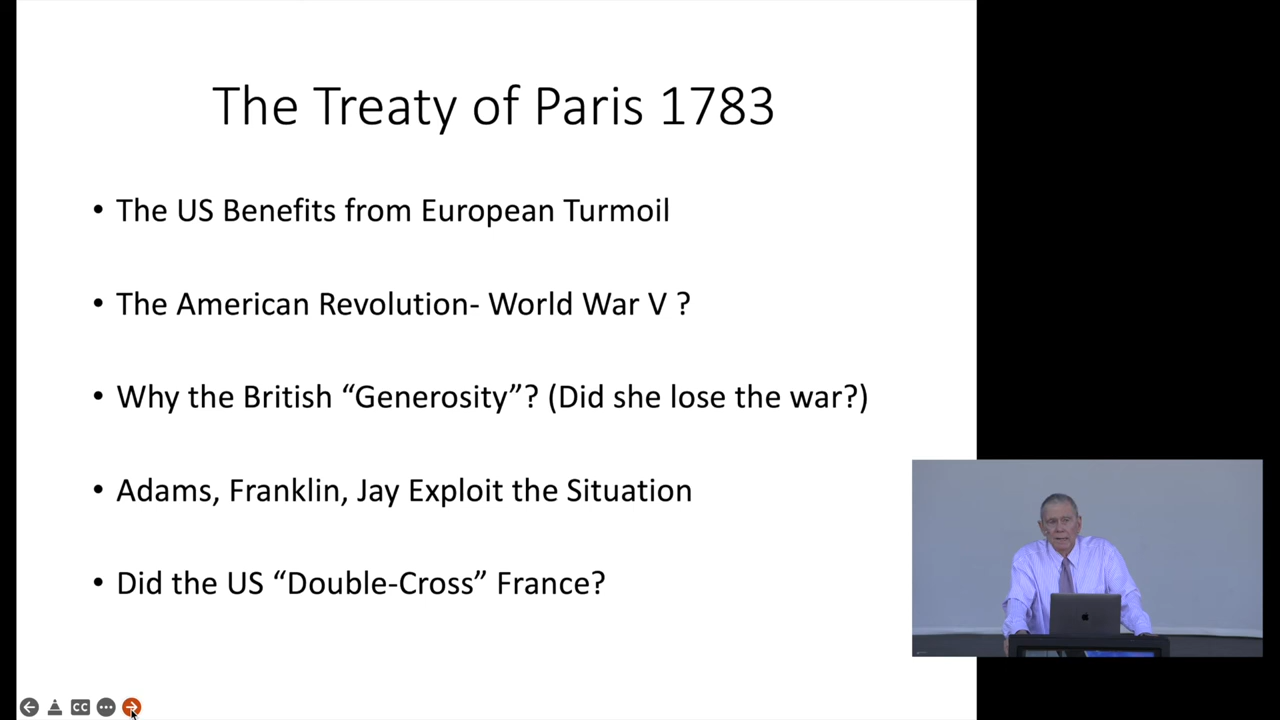 The Treaty of Paris 1783
• The US Benefits from European Turmoil
• The American Revolution- World War V ?
• Why the British “Generosity”? (Did she lose the war?)
• Adams, Franklin, Jay Exploit the Situation
• Did the US “Double-Cross” France?
CC